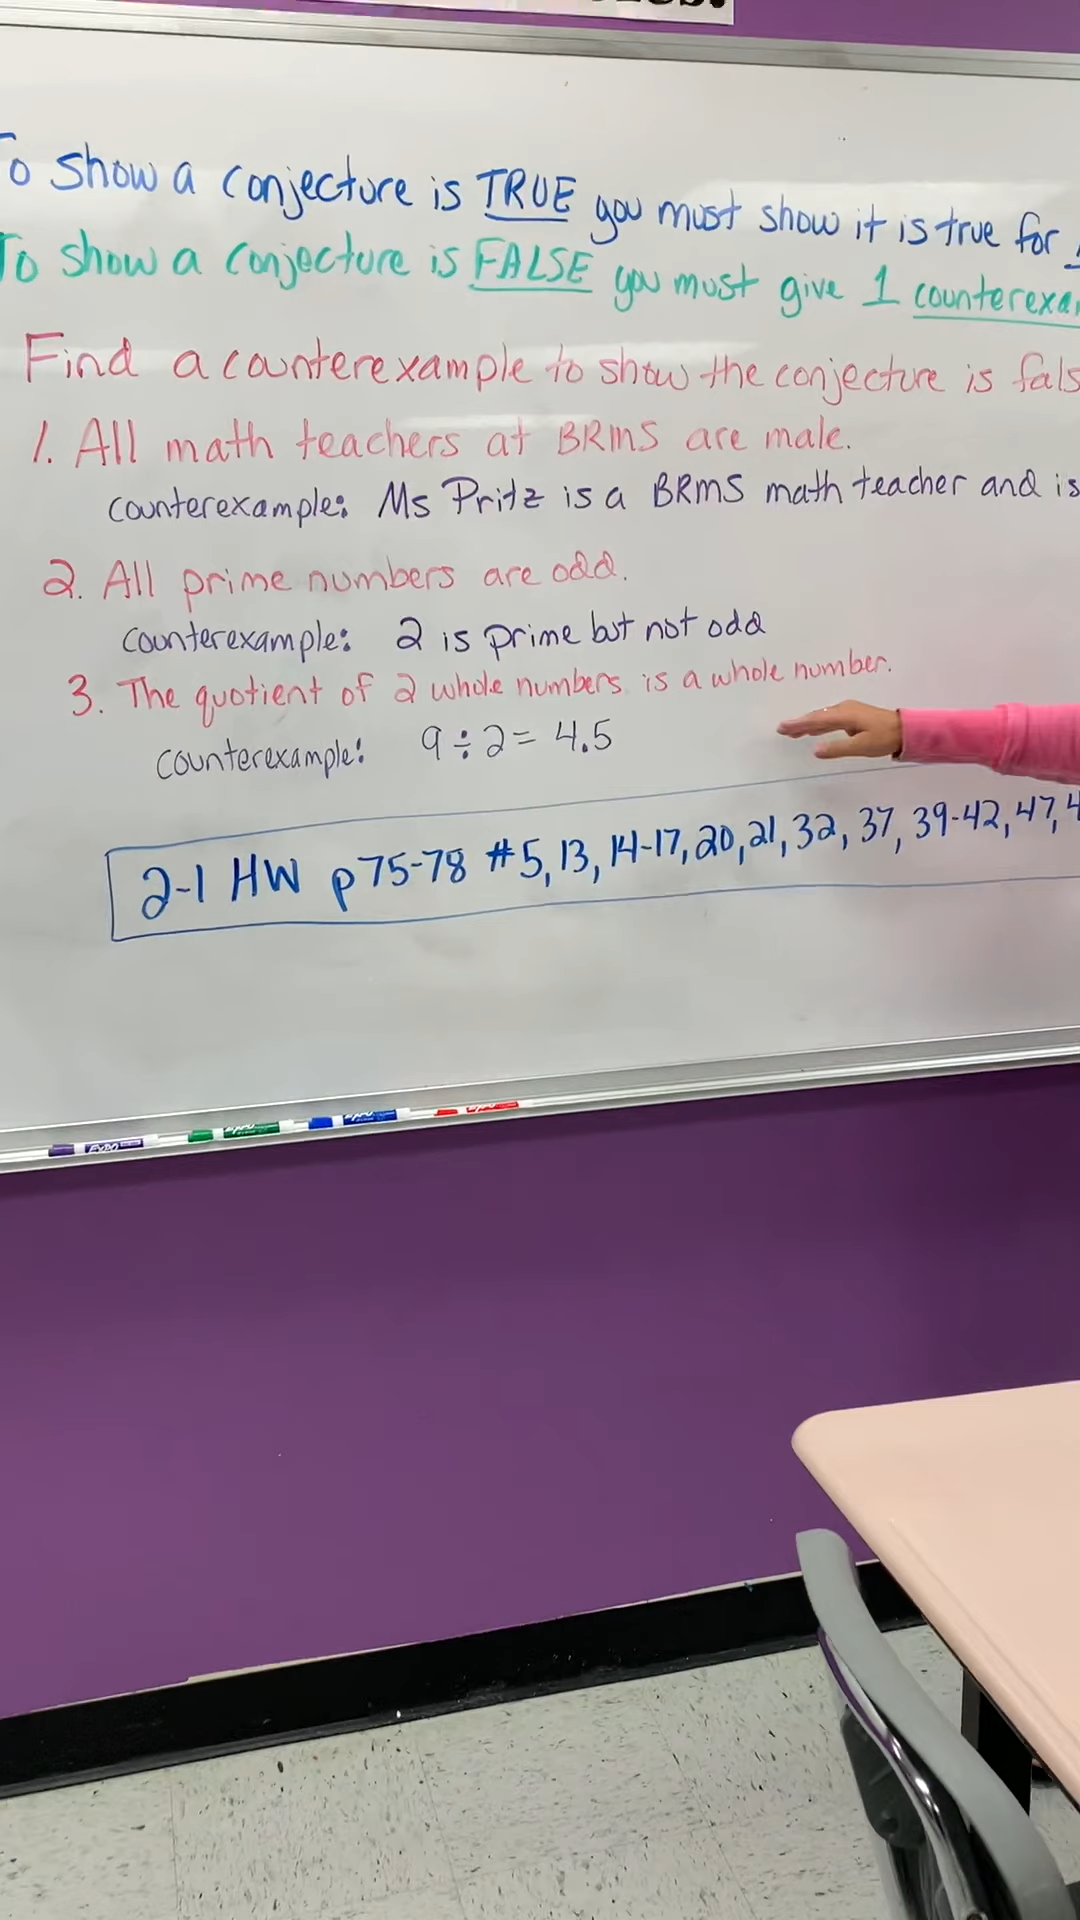 To show a conjecture is TRUE you must show it is true for
To show a conjecture is FALSE you must give 1 counterexa
Find a counterexample to show the conjecture is fals
1. All math teachers at BRMS are male.
counterexample: Ms Pritz is a BRMS math teacher and is
2. All prime numbers are odd.
counterexample: 2 is prime but not odd
3. The quotient of 2 whole numbers is a whole number.
counterexample: 9 ÷ 2 = 4.5
2-1 HW p75-78 #5, 13, 14-17, 20, 21, 32, 37, 39-42, 47, 4
EXPO